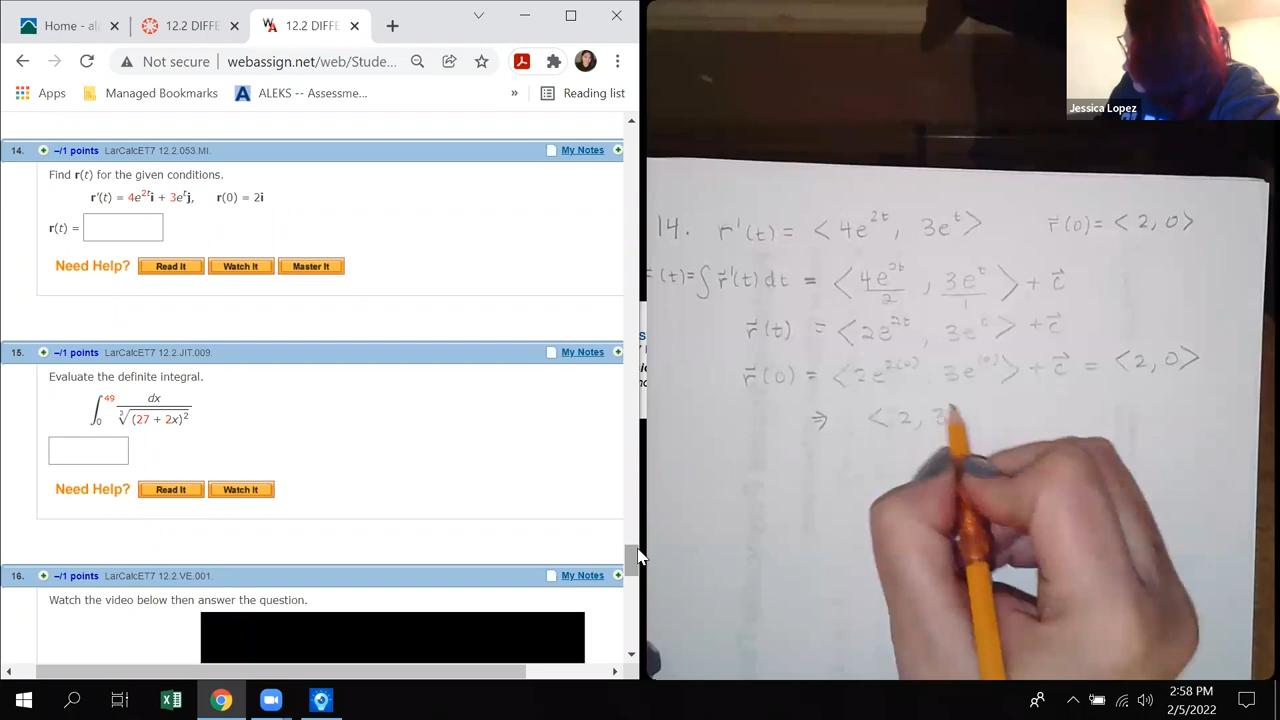 Home - al
12.2 DIFFE
12.2 DIFFE
Not secure
webassign.net/web/Stude...
Apps
Managed Bookmarks
ALEKS -- Assessme...
»
Reading list
14.
–/1 points
LarCalcET7 12.2.053.MI.
My Notes
Find r(t) for the given conditions.
r′(t) = 4e^{2t}i + 3e^{t}j, r(0) = 2i
r(t) =
Need Help? Read It Watch It Master It
15.
–/1 points
LarCalcET7 12.2.JIT.009.
My Notes
Evaluate the definite integral.
∫₀⁴⁹ dx / ∛(27 + 2x)²
Need Help? Read It Watch It
16.
–/1 points
LarCalcET7 12.2.VE.001.
My Notes
Watch the video below then answer the question.
Jessica Lopez
14. r'(t) = <4e^{2t}, 3e^{t}> r⃗(0) = <2, 0>
(t) = ∫ r⃗'(t) dt = <4e^{2t}/2, 3e^{t}/1> + c⃗
r⃗(t) = <2e^{2t}, 3e^{t}> + c⃗
r⃗(0) = <2e^{2(0)}, 3e^{(0)}> + c⃗ = <2, 0>
⇒ <2, 3
2:58 PM
2/5/2022